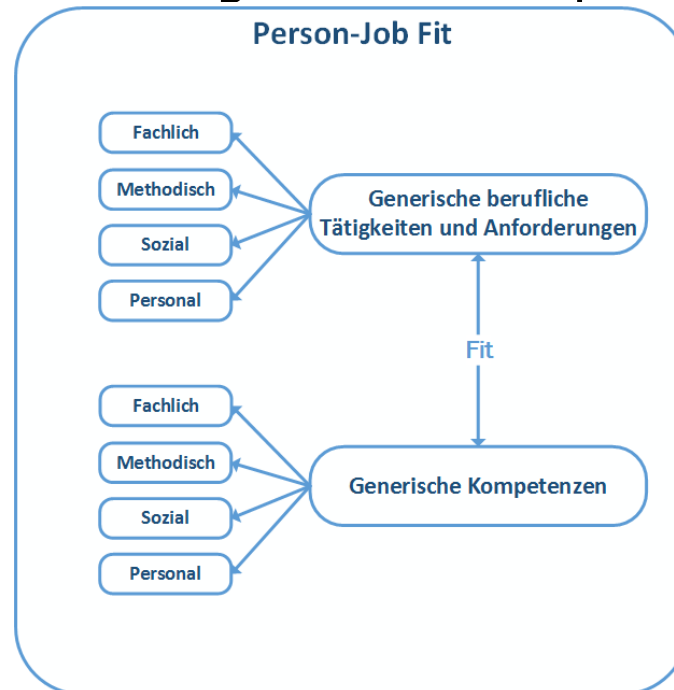 Person-Job Fit
Fachlich
Methodisch
Sozial
Personal
Generische berufliche
Tätigkeiten und Anforderungen
Fit
Fachlich
Methodisch
Sozial
Personal
Generische Kompetenzen